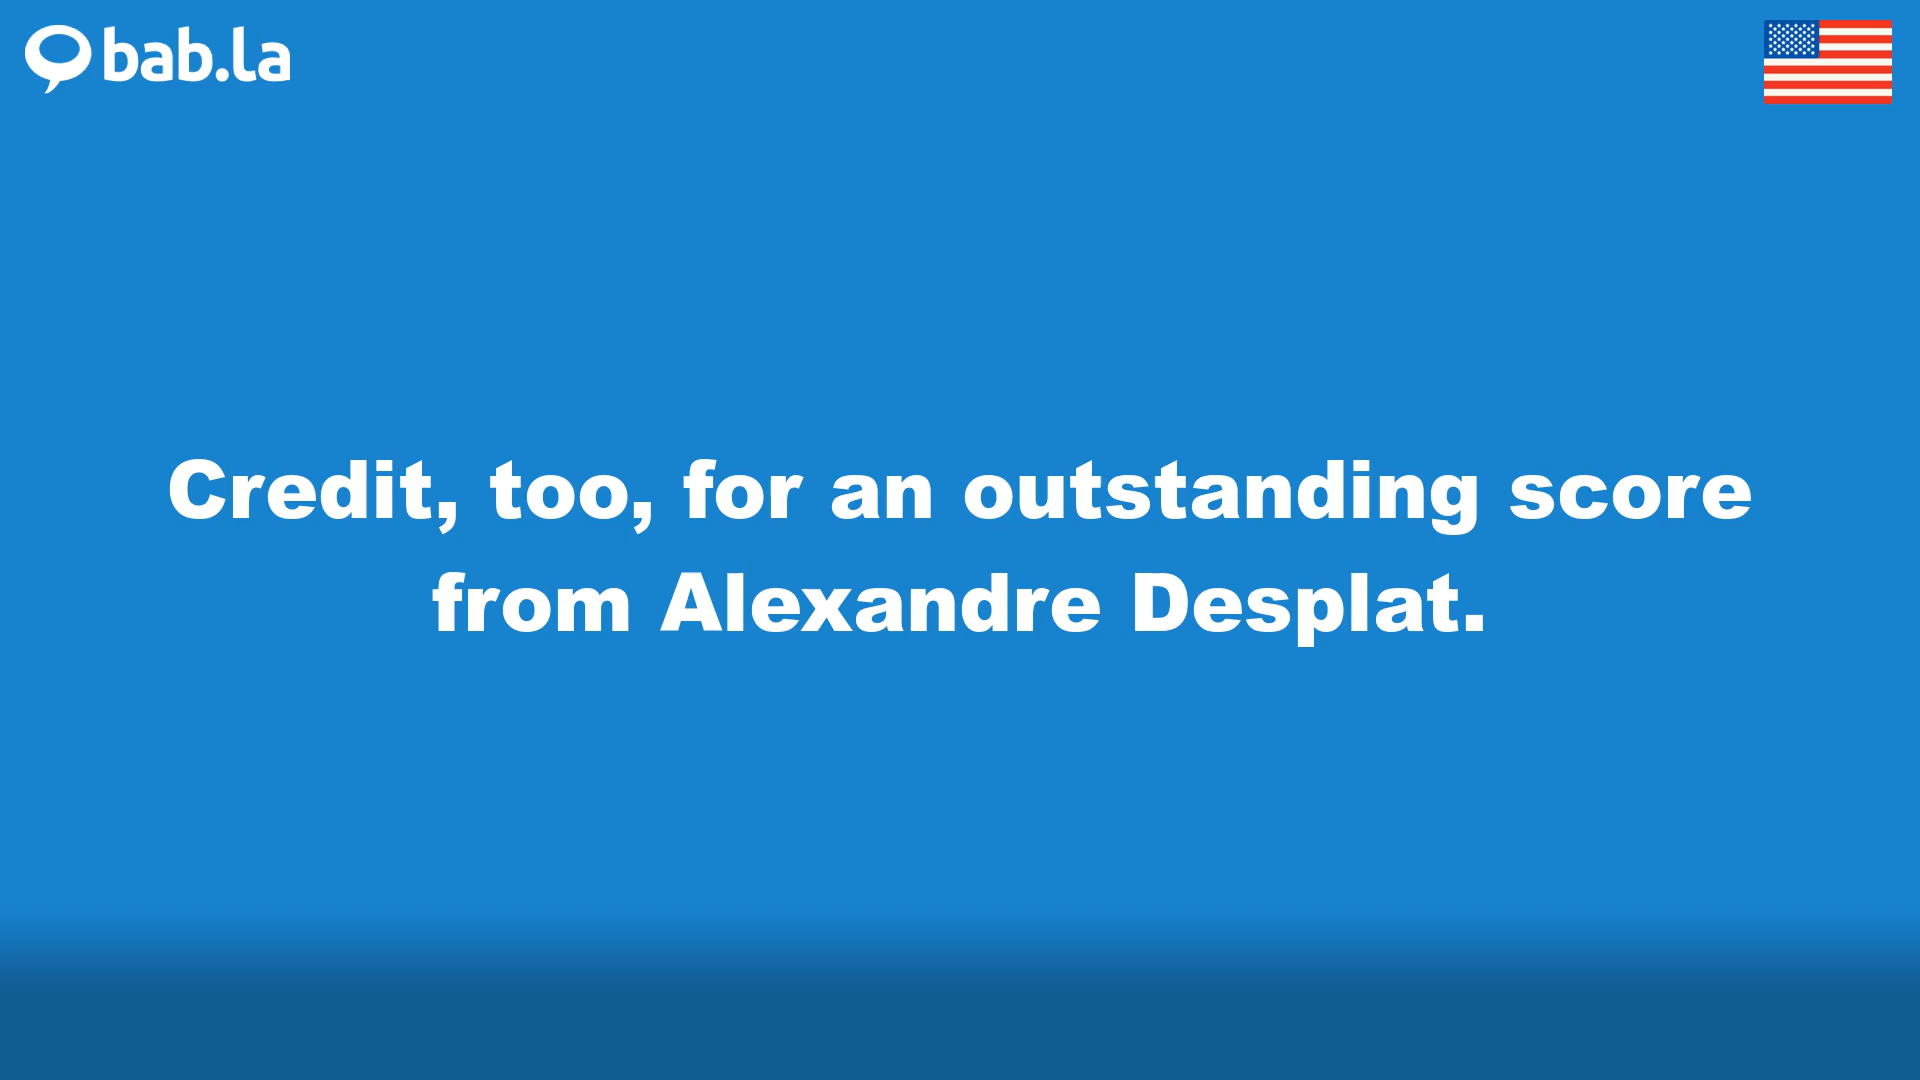 bab.la
Credit, too, for an outstanding score
from Alexandre Desplat.